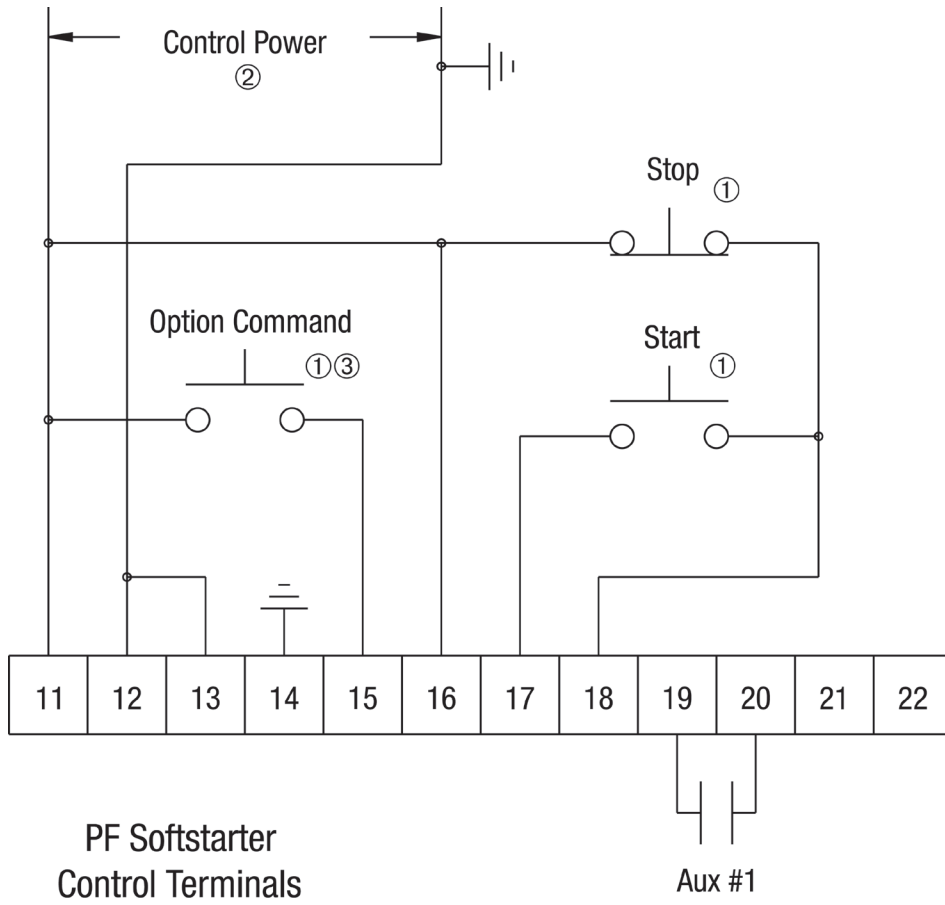 Control Power
②
Stop ①
Option Command
①③
Start ①
11 12 13 14 15 16 17 18 19 20 21 22
PF Softstarter
Control Terminals
Aux #1